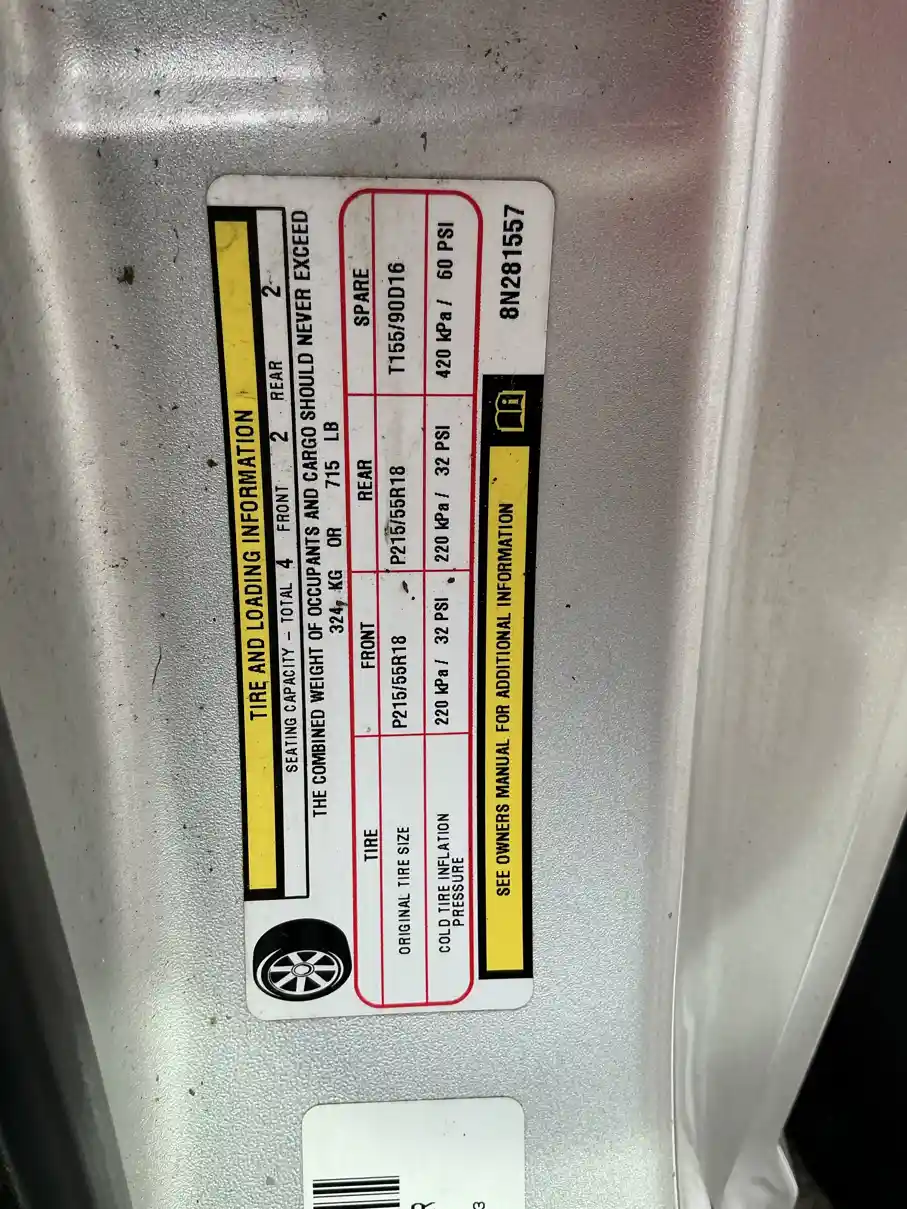 TIRE AND LOADING INFORMATION
SEATING CAPACITY - TOTAL 4 FRONT 2 REAR 2
THE COMBINED WEIGHT OF OCCUPANTS AND CARGO SHOULD NEVER EXCEED
324 KG OR 715 LB
TIRE FRONT REAR SPARE
ORIGINAL TIRE SIZE P215/55R18 P215/55R18 T155/90D16
COLD TIRE INFLATION PRESSURE 220 kPa / 32 PSI 220 kPa / 32 PSI 420 kPa / 60 PSI
SEE OWNERS MANUAL FOR ADDITIONAL INFORMATION
8N281557